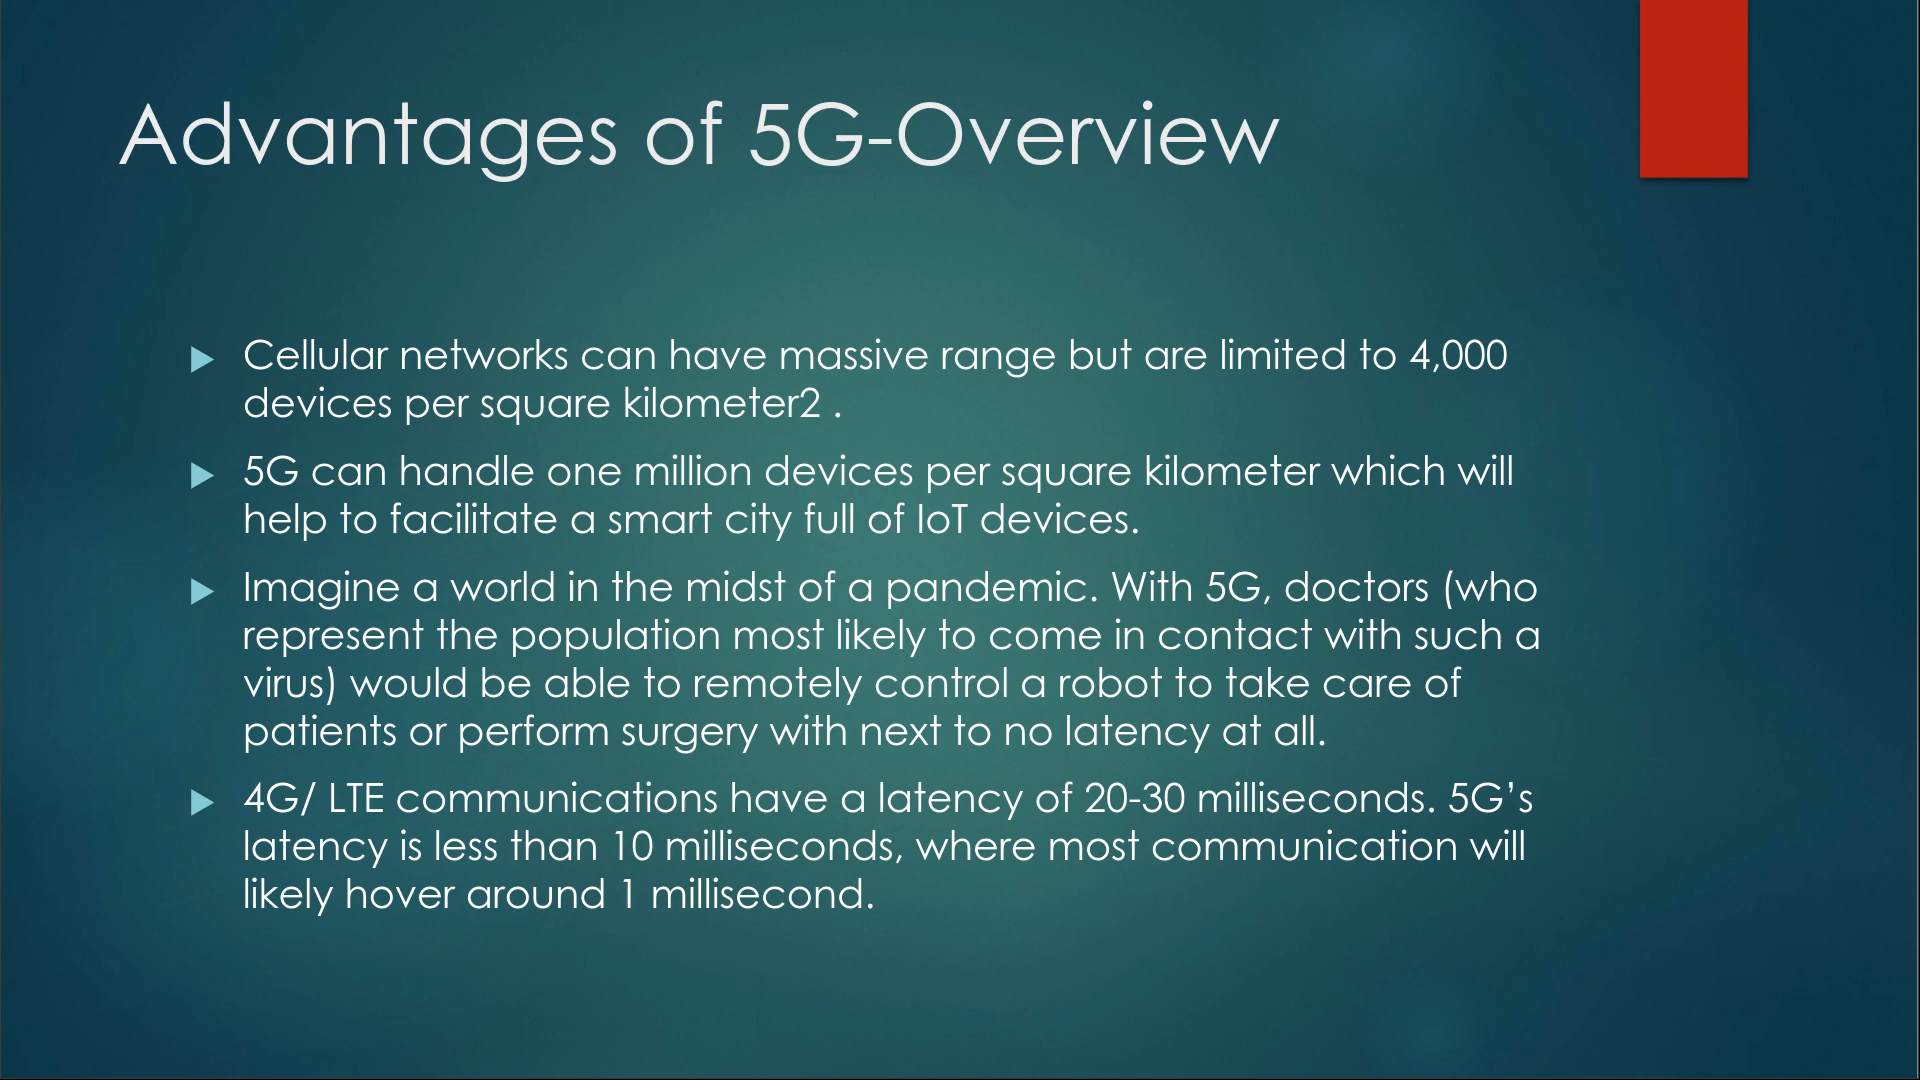 Advantages of 5G-Overview
Cellular networks can have massive range but are limited to 4,000
devices per square kilometer2 .
5G can handle one million devices per square kilometer which will
help to facilitate a smart city full of IoT devices.
Imagine a world in the midst of a pandemic. With 5G, doctors (who
represent the population most likely to come in contact with such a
virus) would be able to remotely control a robot to take care of
patients or perform surgery with next to no latency at all.
4G/ LTE communications have a latency of 20-30 milliseconds. 5G’s
latency is less than 10 milliseconds, where most communication will
likely hover around 1 millisecond.